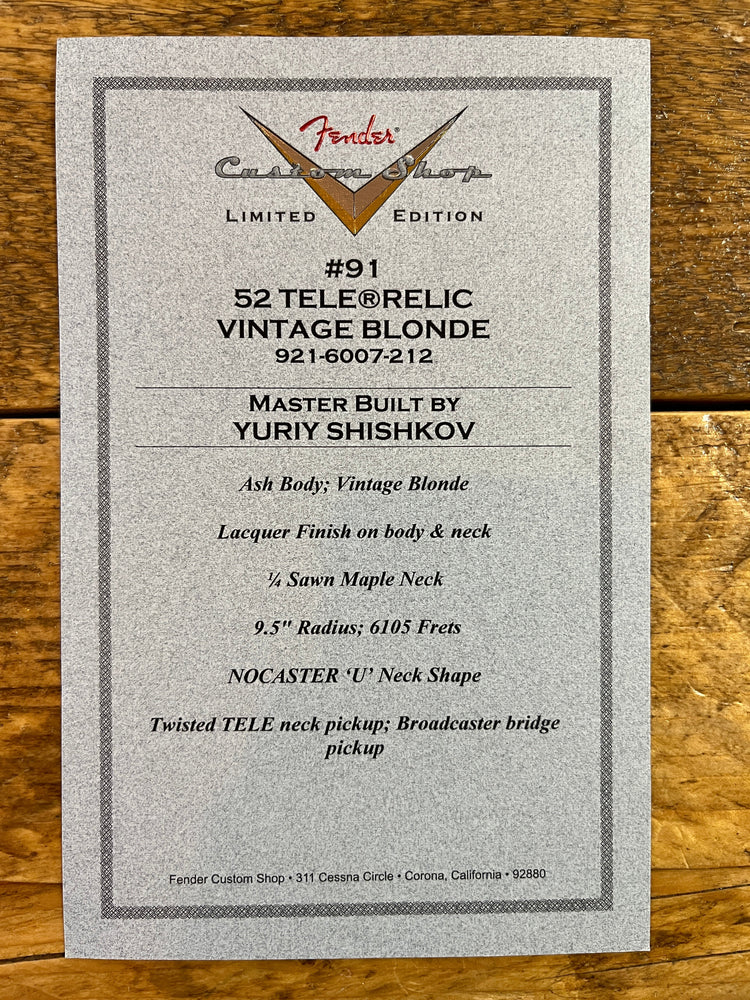 Fender®
Custom Shop
LIMITED EDITION
#91
52 TELE®RELIC
VINTAGE BLONDE
921-6007-212
MASTER BUILT BY
YURIY SHISHKOV
Ash Body; Vintage Blonde
Lacquer Finish on body & neck
¼ Sawn Maple Neck
9.5" Radius; 6105 Frets
NOCASTER ‘U’ Neck Shape
Twisted TELE neck pickup; Broadcaster bridge
pickup
Fender Custom Shop • 311 Cessna Circle • Corona, California • 92880